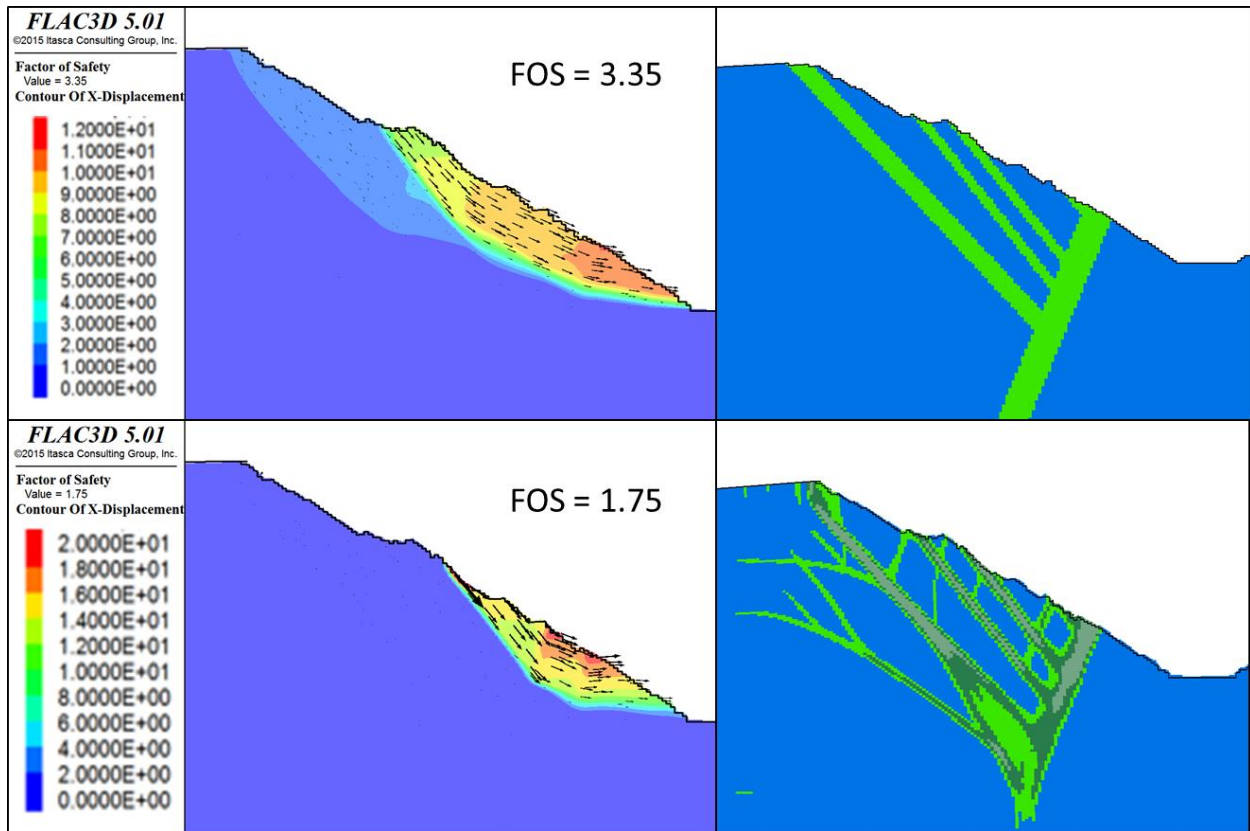 FLAC3D 5.01
©2015 Itasca Consulting Group, Inc.
Factor of Safety
Value = 3.35
Contour Of X-Displacement
1.2000E+01
1.1000E+01
1.0000E+01
9.0000E+00
8.0000E+00
7.0000E+00
6.0000E+00
5.0000E+00
4.0000E+00
3.0000E+00
2.0000E+00
1.0000E+00
0.0000E+00
FOS = 3.35
FLAC3D 5.01
©2015 Itasca Consulting Group, Inc.
Factor of Safety
Value = 1.75
Contour Of X-Displacement
2.0000E+01
1.8000E+01
1.6000E+01
1.4000E+01
1.2000E+01
1.0000E+01
8.0000E+00
6.0000E+00
4.0000E+00
2.0000E+00
0.0000E+00
FOS = 1.75